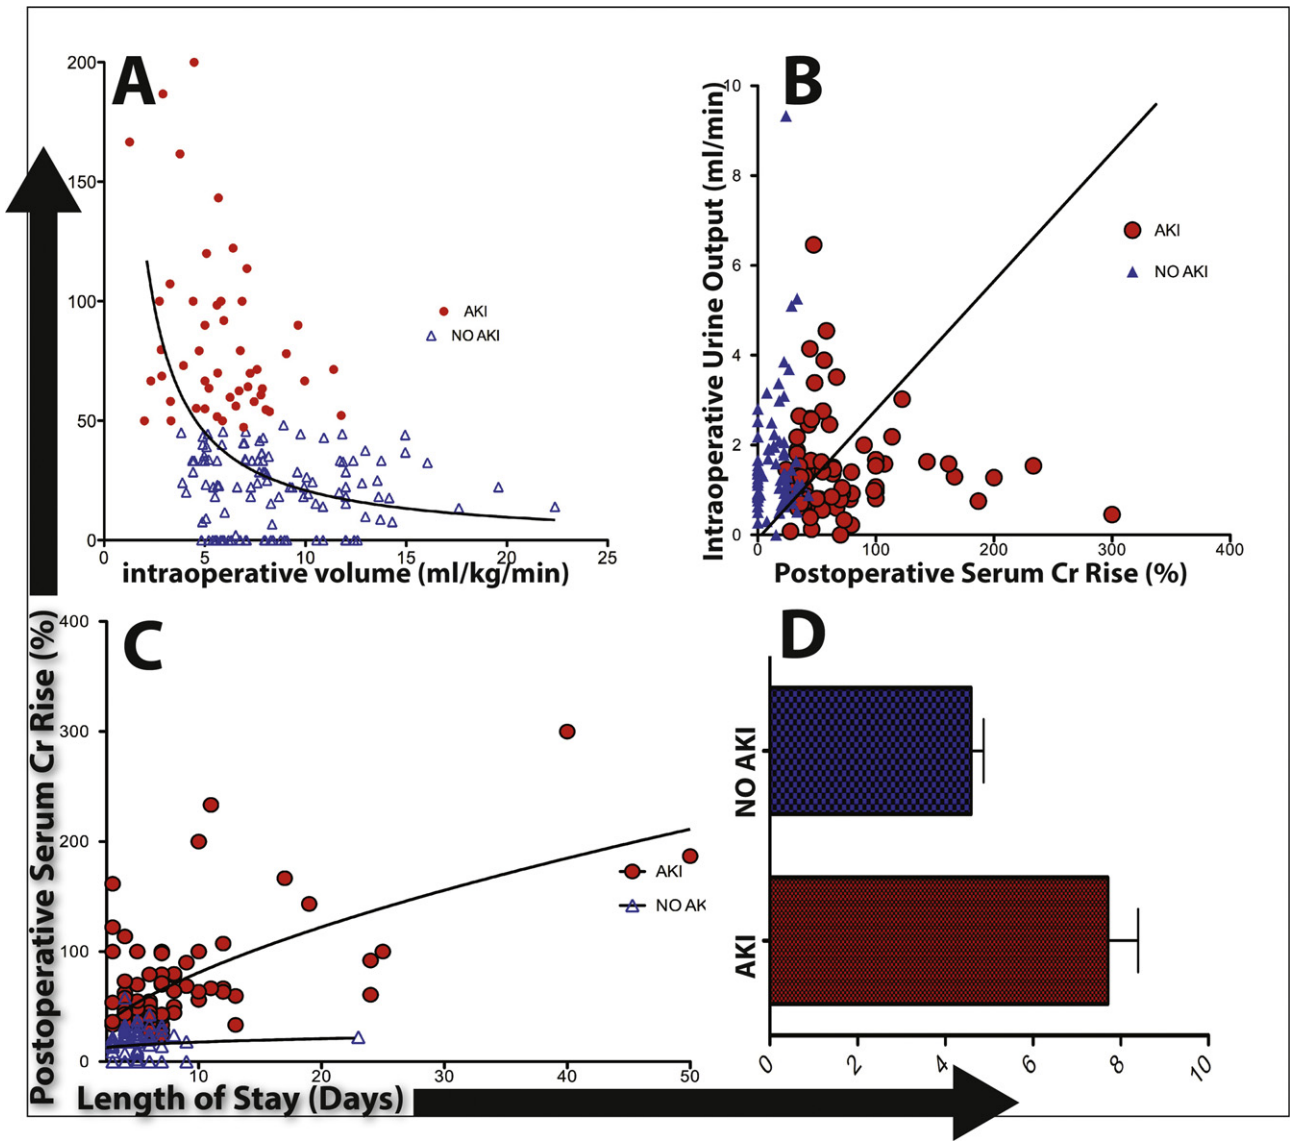 A
200
150
100
50
0
0 5 10 15 20 25
AKI
NO AKI
intraoperative volume (ml/kg/min)
B
Intraoperative Urine Output (ml/min)
10
8
6
4
2
0
0 100 200 300 400
AKI
NO AKI
Postoperative Serum Cr Rise (%)
C
Postoperative Serum Cr Rise (%)
400
300
200
100
0
10 20 30 40 50
AKI
NO AK
Length of Stay (Days)
D
NO AKI
AKI
0 2 4 6 8 10